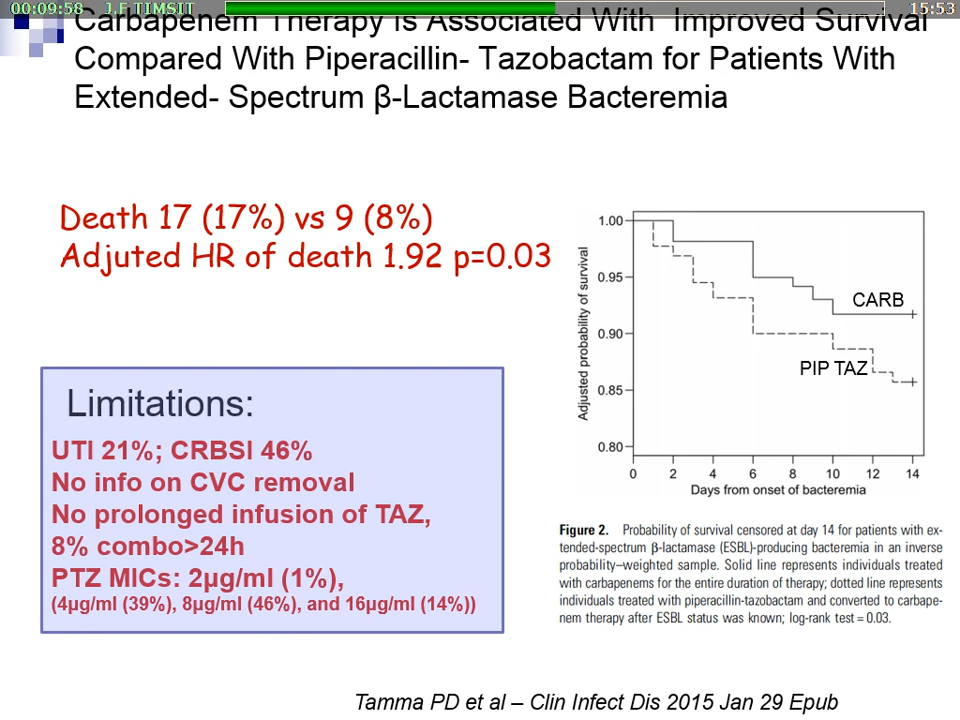 00:09:58 J.F TIMSIT 15:53
Carbapenem Therapy Is Associated With Improved Survival
Compared With Piperacillin- Tazobactam for Patients With
Extended- Spectrum β-Lactamase Bacteremia
Death 17 (17%) vs 9 (8%)
Adjuted HR of death 1.92 p=0.03
Limitations:
UTI 21%; CRBSI 46%
No info on CVC removal
No prolonged infusion of TAZ,
8% combo>24h
PTZ MICs: 2µg/ml (1%),
(4µg/ml (39%), 8µg/ml (46%), and 16µg/ml (14%))
Adjusted probability of survival
1.00
0.95
0.90
0.85
0.80
CARB
PIP TAZ
0 2 4 6 8 10 12 14
Days from onset of bacteremia
Figure 2. Probability of survival censored at day 14 for patients with ex-
tended-spectrum β-lactamase (ESBL)-producing bacteremia in an inverse
probability–weighted sample. Solid line represents individuals treated
with carbapenems for the entire duration of therapy; dotted line represents
individuals treated with piperacillin-tazobactam and converted to carbape-
nem therapy after ESBL status was known; log-rank test = 0.03.
Tamma PD et al – Clin Infect Dis 2015 Jan 29 Epub